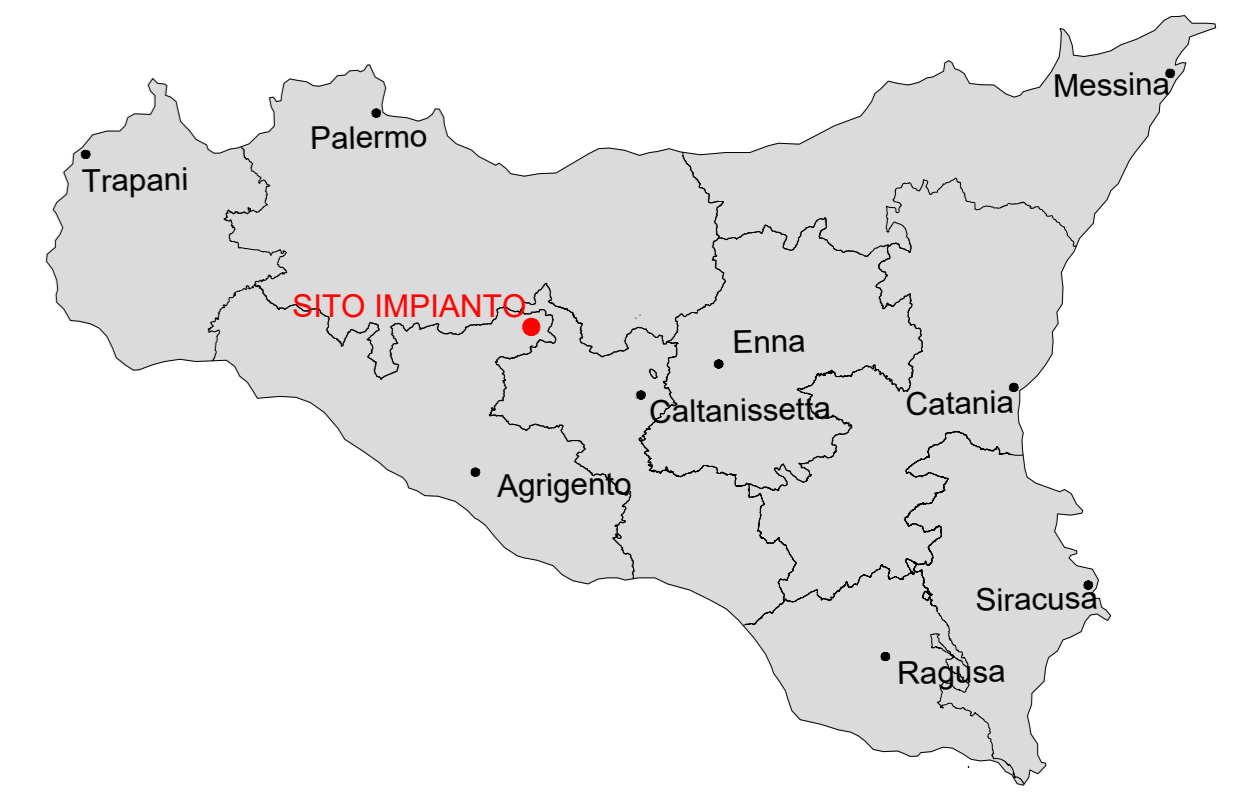 Messina
Palermo
Trapani
SITO IMPIANTO
Enna
Catania
Caltanissetta
Agrigento
Siracusa
Ragusa